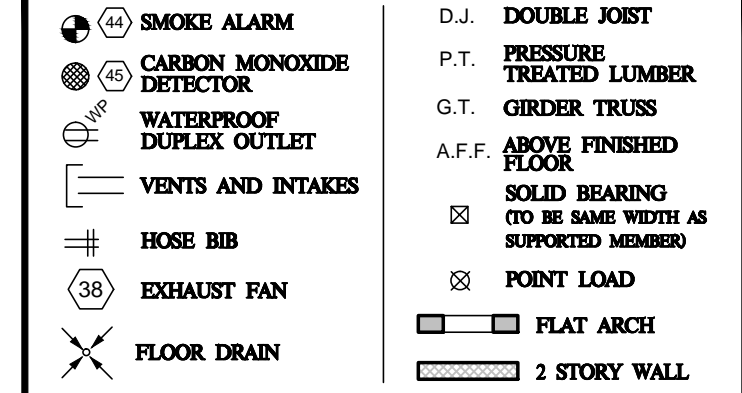 44 SMOKE ALARM
45 CARBON MONOXIDE
DETECTOR
WP WATERPROOF
DUPLEX OUTLET
VENTS AND INTAKES
HOSE BIB
38 EXHAUST FAN
FLOOR DRAIN
D.J. DOUBLE JOIST
P.T. PRESSURE
TREATED LUMBER
G.T. GIRDER TRUSS
A.F.F. ABOVE FINISHED
FLOOR
SOLID BEARING
(TO BE SAME WIDTH AS
SUPPORTED MEMBER)
POINT LOAD
FLAT ARCH
2 STORY WALL